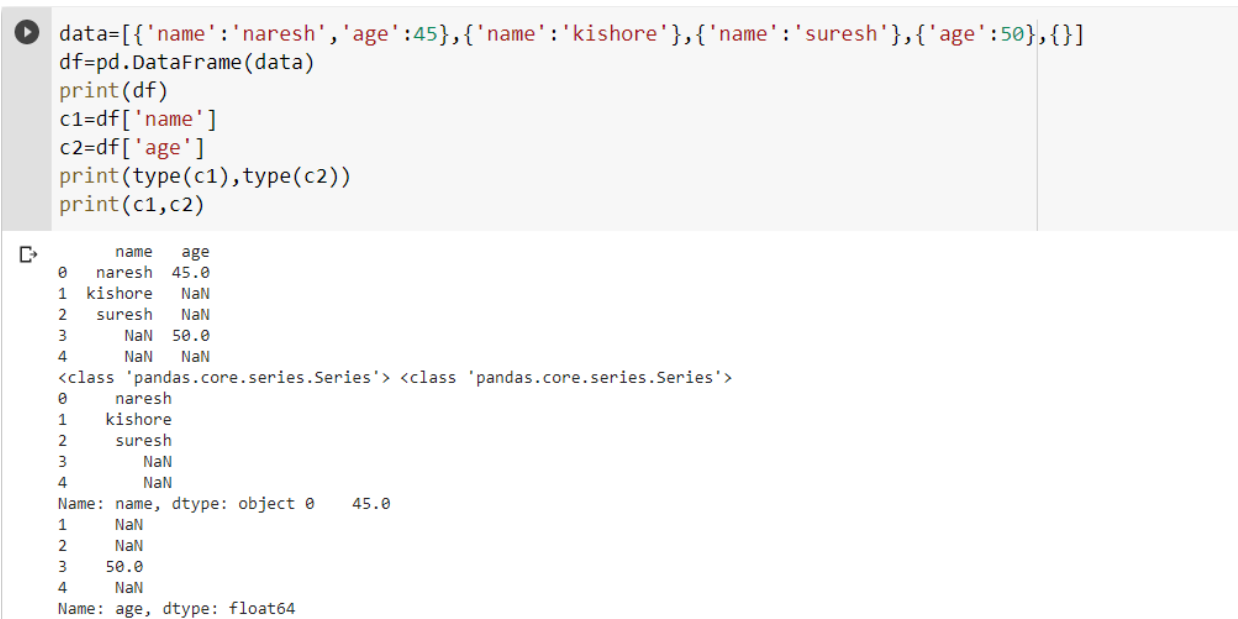 data=[{'name':'naresh','age':45},{'name':'kishore'},{'name':'suresh'},{'age':50},{}]
df=pd.DataFrame(data)
print(df)
c1=df['name']
c2=df['age']
print(type(c1),type(c2))
print(c1,c2)
      name   age
0   naresh  45.0
1  kishore   NaN
2   suresh   NaN
3      NaN  50.0
4      NaN   NaN
<class 'pandas.core.series.Series'> <class 'pandas.core.series.Series'>
0     naresh
1    kishore
2     suresh
3        NaN
4        NaN
Name: name, dtype: object 0    45.0
1     NaN
2     NaN
3    50.0
4     NaN
Name: age, dtype: float64